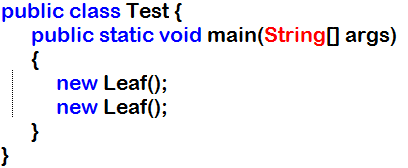 public class Test {
public static void main(String[] args)
{
new Leaf();
new Leaf();
}
}